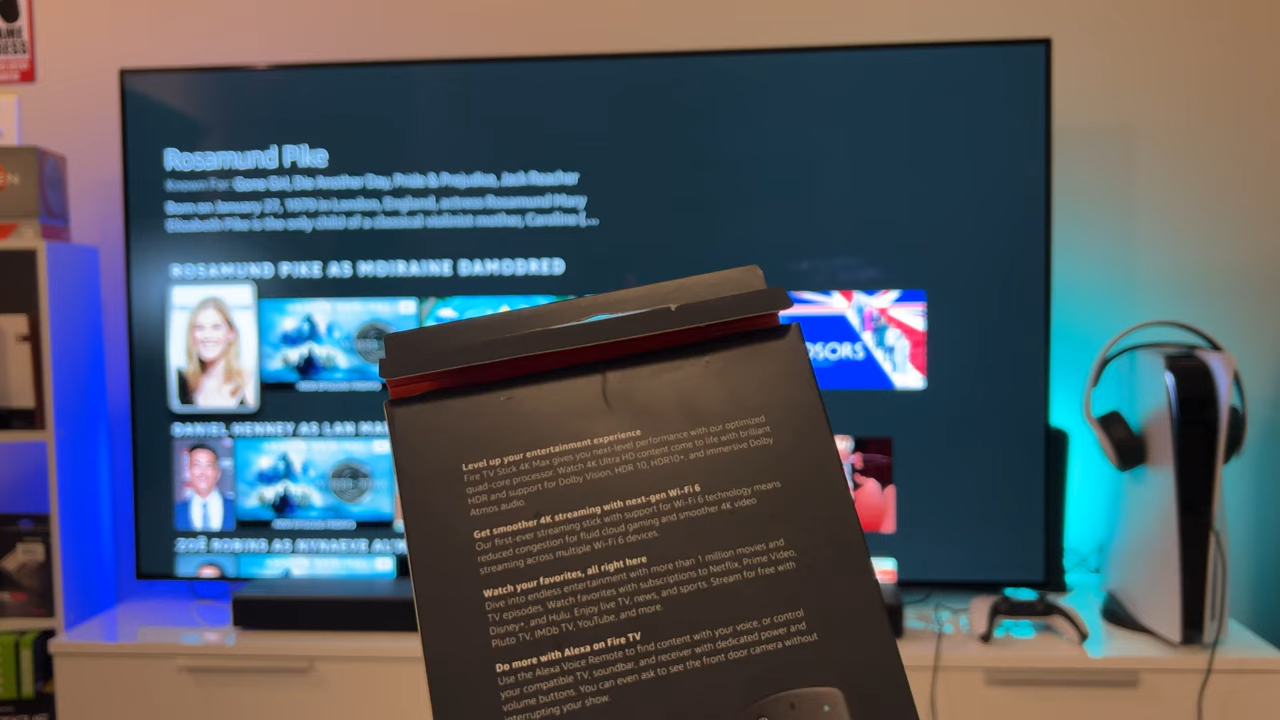 Rosamund Pike
Known For: Gone Girl, Die Another Day, Pride & Prejudice, Jack Reacher
Born on January 27, 1979 in London, England, actress Rosamund Mary
Elizabeth Pike is the only child of a classical violinist mother, Caroline (...
ROSAMUND PIKE AS MOIRAINE DAMODRED
DANIEL HENNEY AS LAN
ZOË ROBINS AS NYNAEVE
Level up your entertainment experience
Fire TV Stick 4K Max gives you next-level performance with our optimized
quad-core processor. Watch 4K Ultra HD content come to life with brilliant
HDR and support for Dolby Vision, HDR 10, HDR10+, and immersive Dolby
Atmos audio.
Get smoother 4K streaming with next-gen Wi-Fi 6
Our first-ever streaming stick with support for Wi-Fi 6 technology means
reduced congestion for fluid cloud gaming and smoother 4K video
streaming across multiple Wi-Fi 6 devices.
Watch your favorites, all right here
Dive into endless entertainment with more than 1 million movies and
TV episodes. Watch favorites with subscriptions to Netflix, Prime Video,
Disney+, and Hulu. Enjoy live TV, news, and sports. Stream for free with
Pluto TV, IMDb TV, YouTube, and more.
Do more with Alexa on Fire TV
Use the Alexa Voice Remote to find content with your voice, or control
your compatible TV, soundbar, and receiver with dedicated power and
volume buttons. You can even ask to see the front door camera without
interrupting your show.